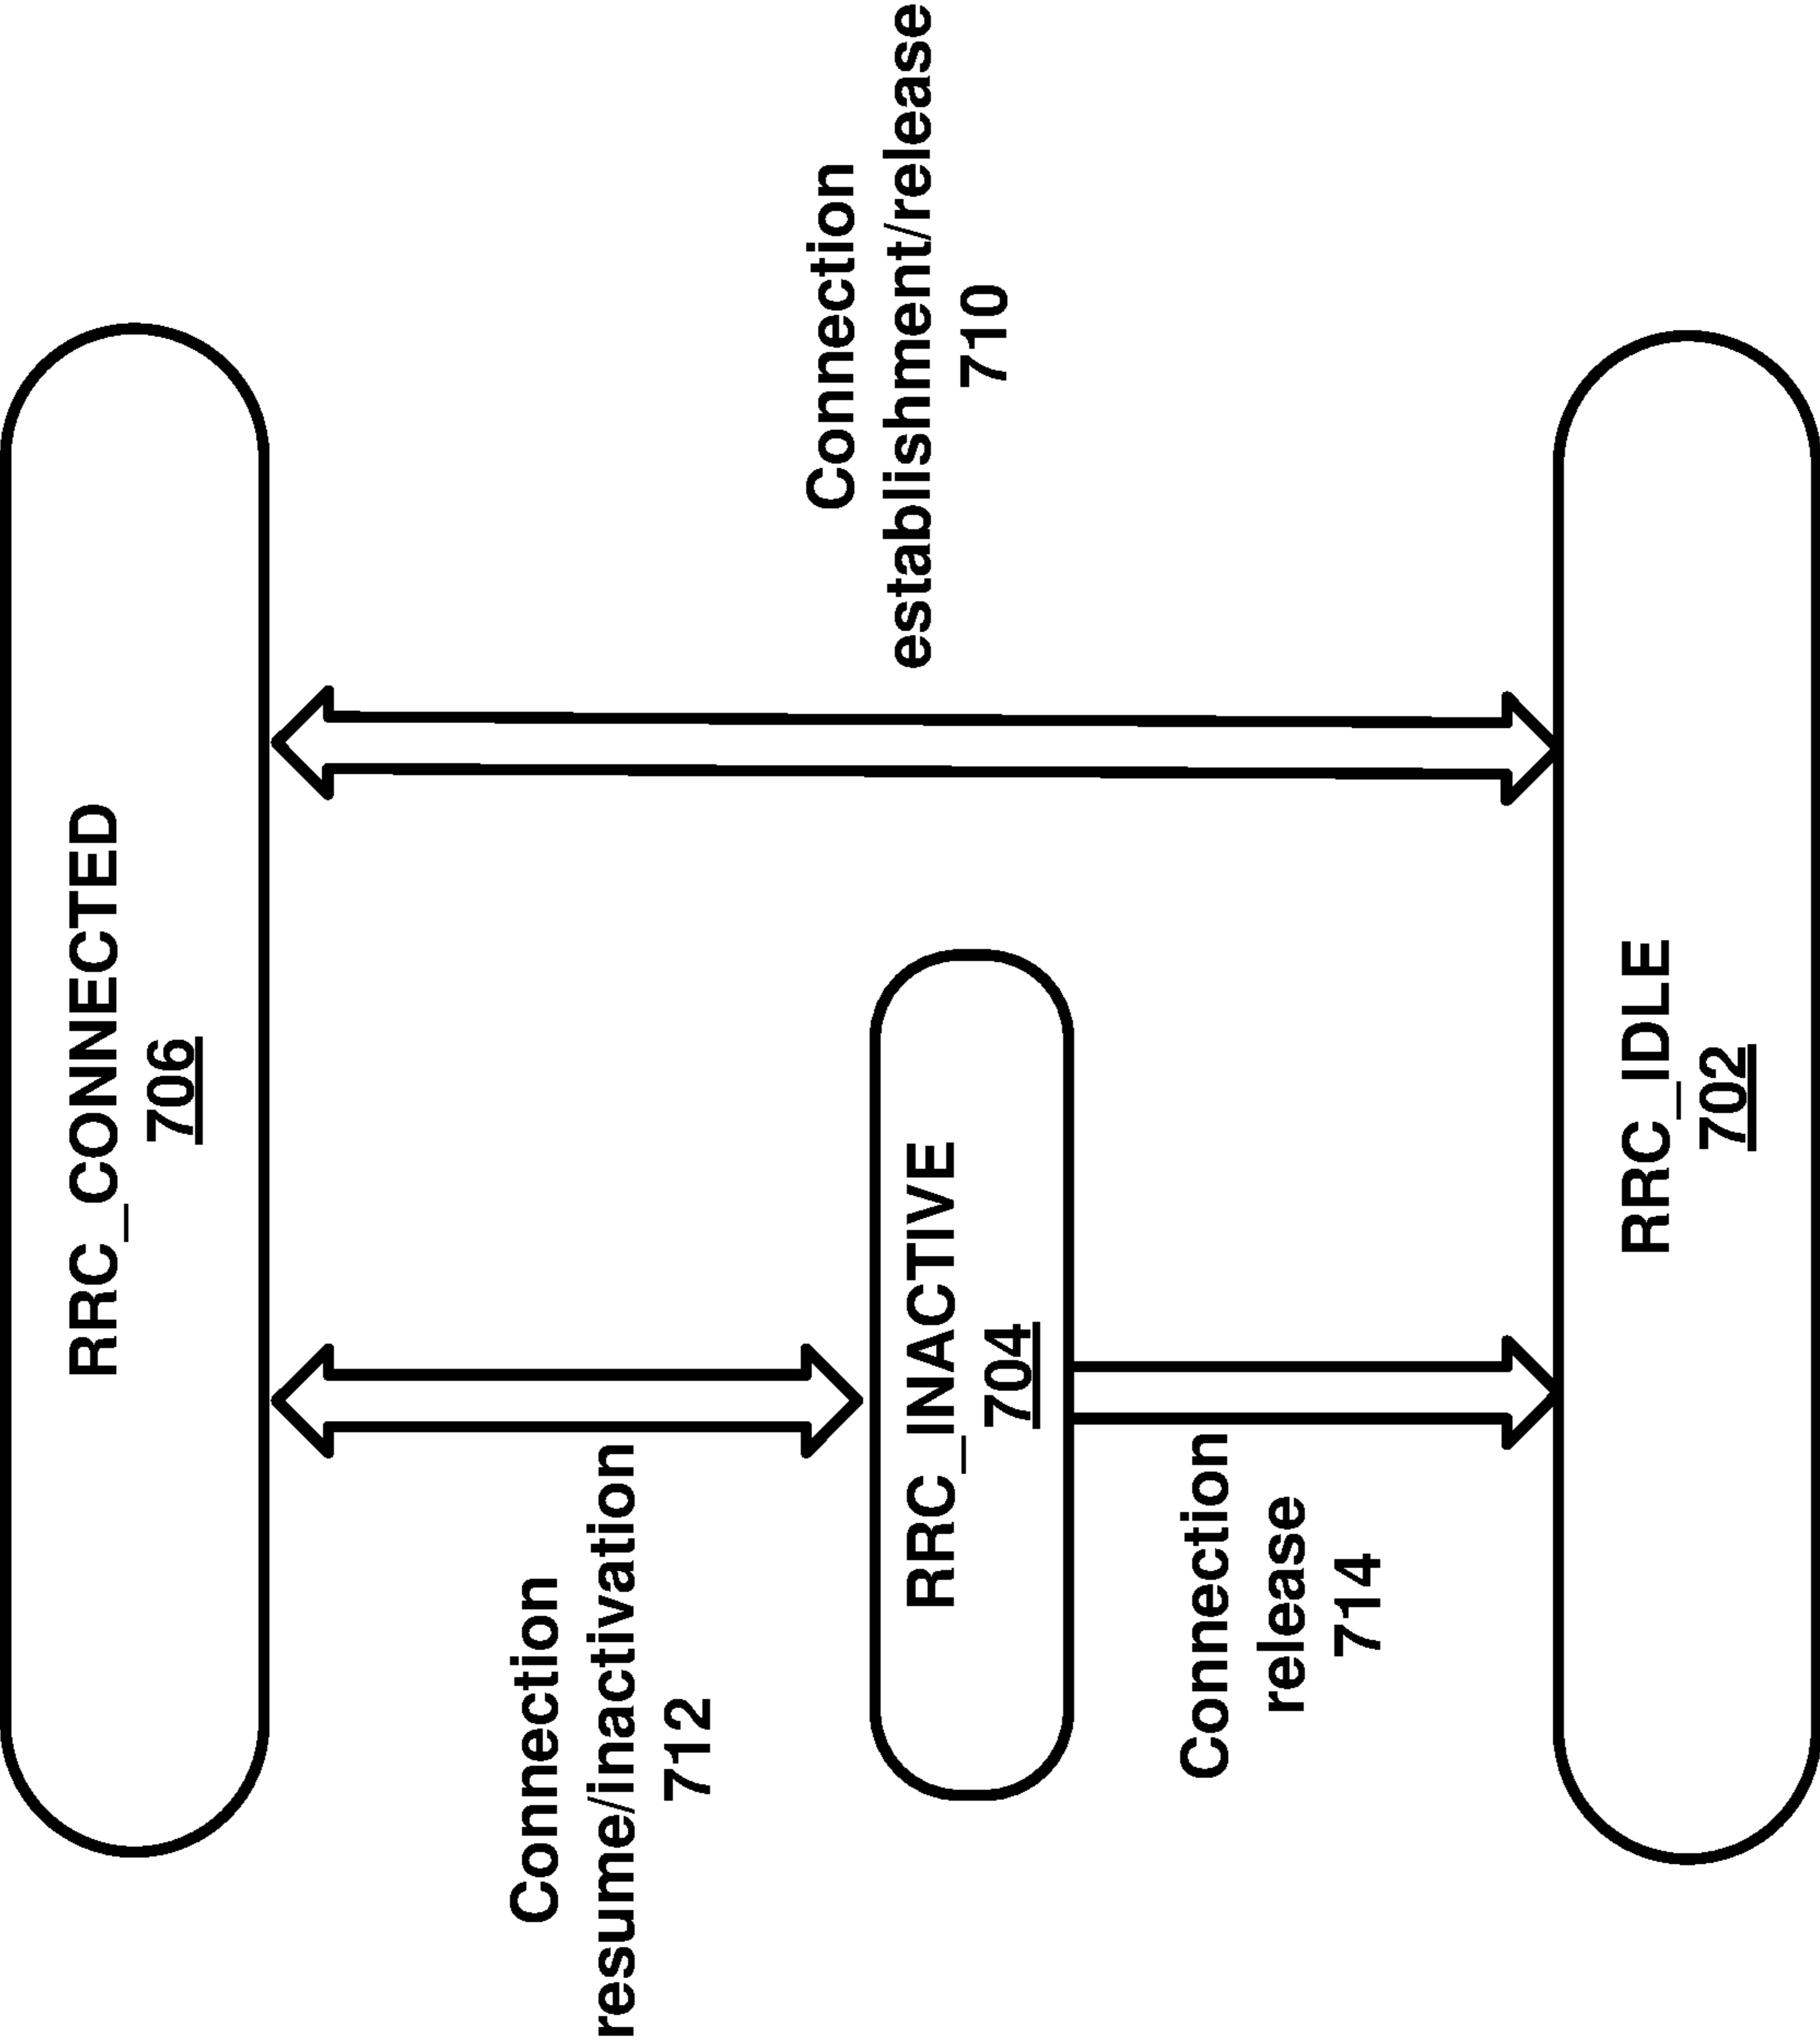 RRC_CONNECTED
706
Connection
resume/inactivation
712
Connection
establishment/release
710
RRC_INACTIVE
704
Connection
release
714
RRC_IDLE
702